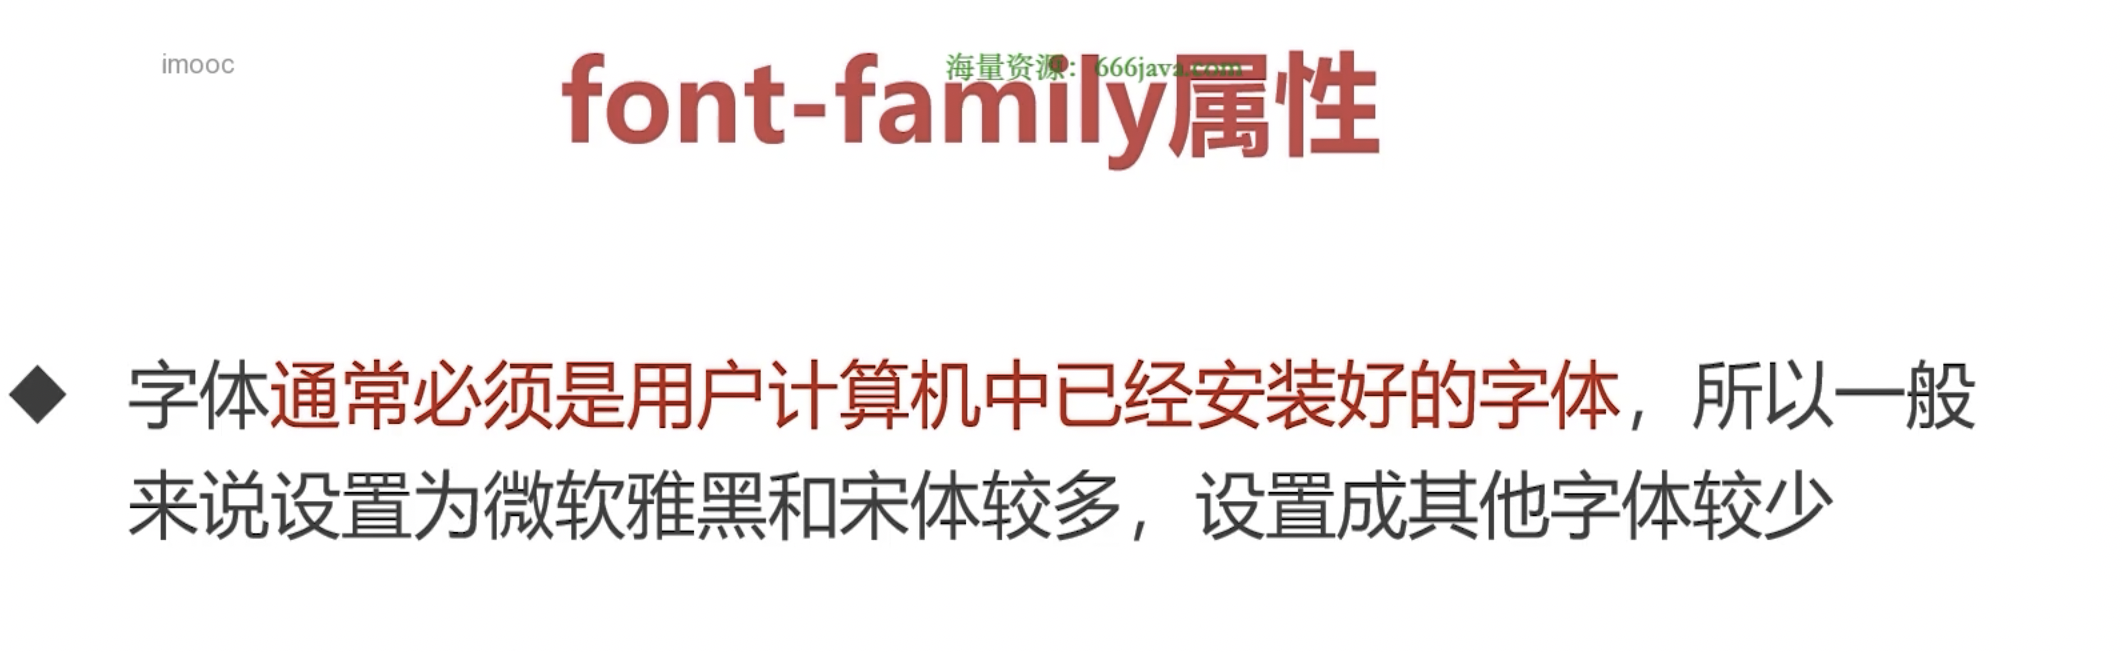 imooc
海量资源：666java.com
font-family属性
字体通常必须是用户计算机中已经安装好的字体，所以一般
来说设置为微软雅黑和宋体较多，设置成其他字体较少